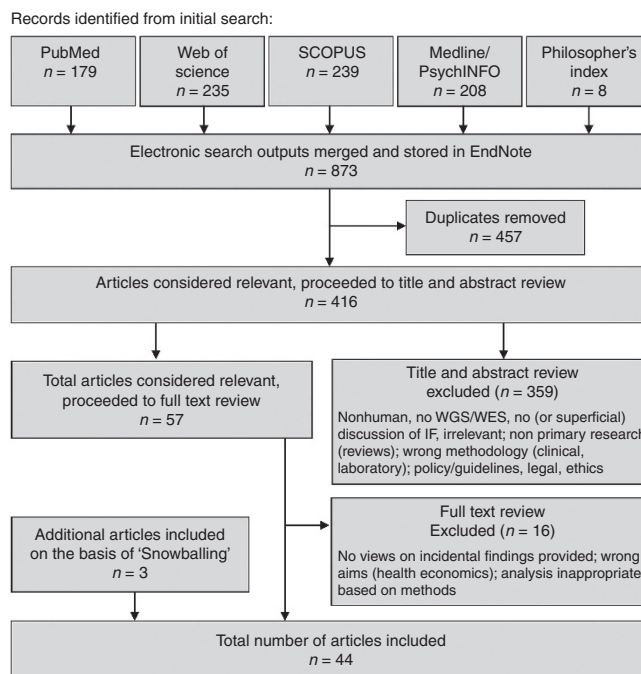 Records identified from initial search:
PubMed
n = 179
Web of
science
n = 235
SCOPUS
n = 239
Medline/
PsychINFO
n = 208
Philosopher's
index
n = 8
Electronic search outputs merged and stored in EndNote
n = 873
Duplicates removed
n = 457
Articles considered relevant, proceeded to title and abstract review
n = 416
Total articles considered relevant,
proceeded to full text review
n = 57
Title and abstract review
excluded (n = 359)
Nonhuman, no WGS/WES, no (or superficial)
discussion of IF, irrelevant; non primary research
(reviews); wrong methodology (clinical,
laboratory); policy/guidelines, legal, ethics
Full text review
Excluded (n = 16)
No views on incidental findings provided; wrong
aims (health economics); analysis inappropriate
based on methods
Additional articles included
on the basis of 'Snowballing'
n = 3
Total number of articles included
n = 44